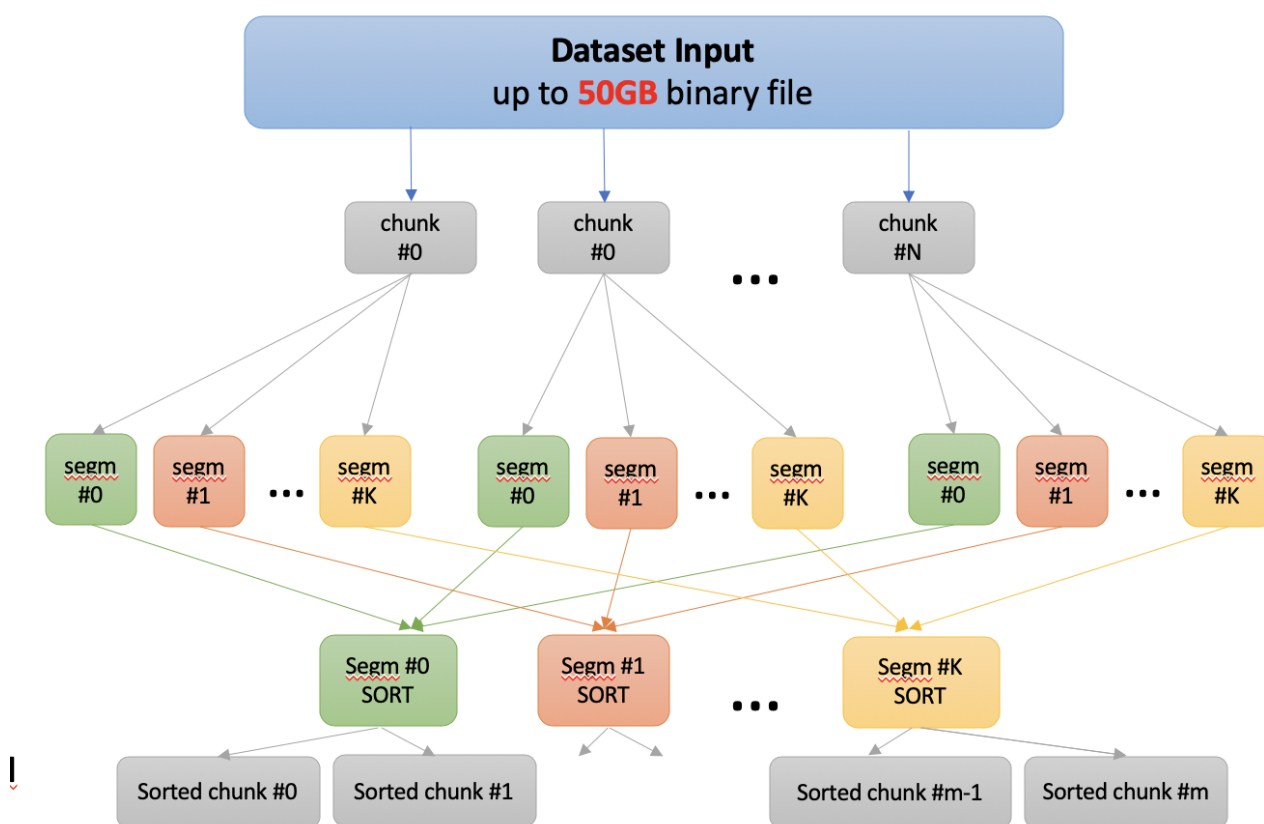 Dataset Input
up to 50GB binary file
chunk
#0
chunk
#0
chunk
#N
...
segm
#0
segm
#1
...
segm
#K
segm
#0
segm
#1
...
segm
#K
segm
#0
segm
#1
...
segm
#K
Segm #0
SORT
Segm #1
SORT
...
Segm #K
SORT
l
Sorted chunk #0
Sorted chunk #1
Sorted chunk #m-1
Sorted chunk #m